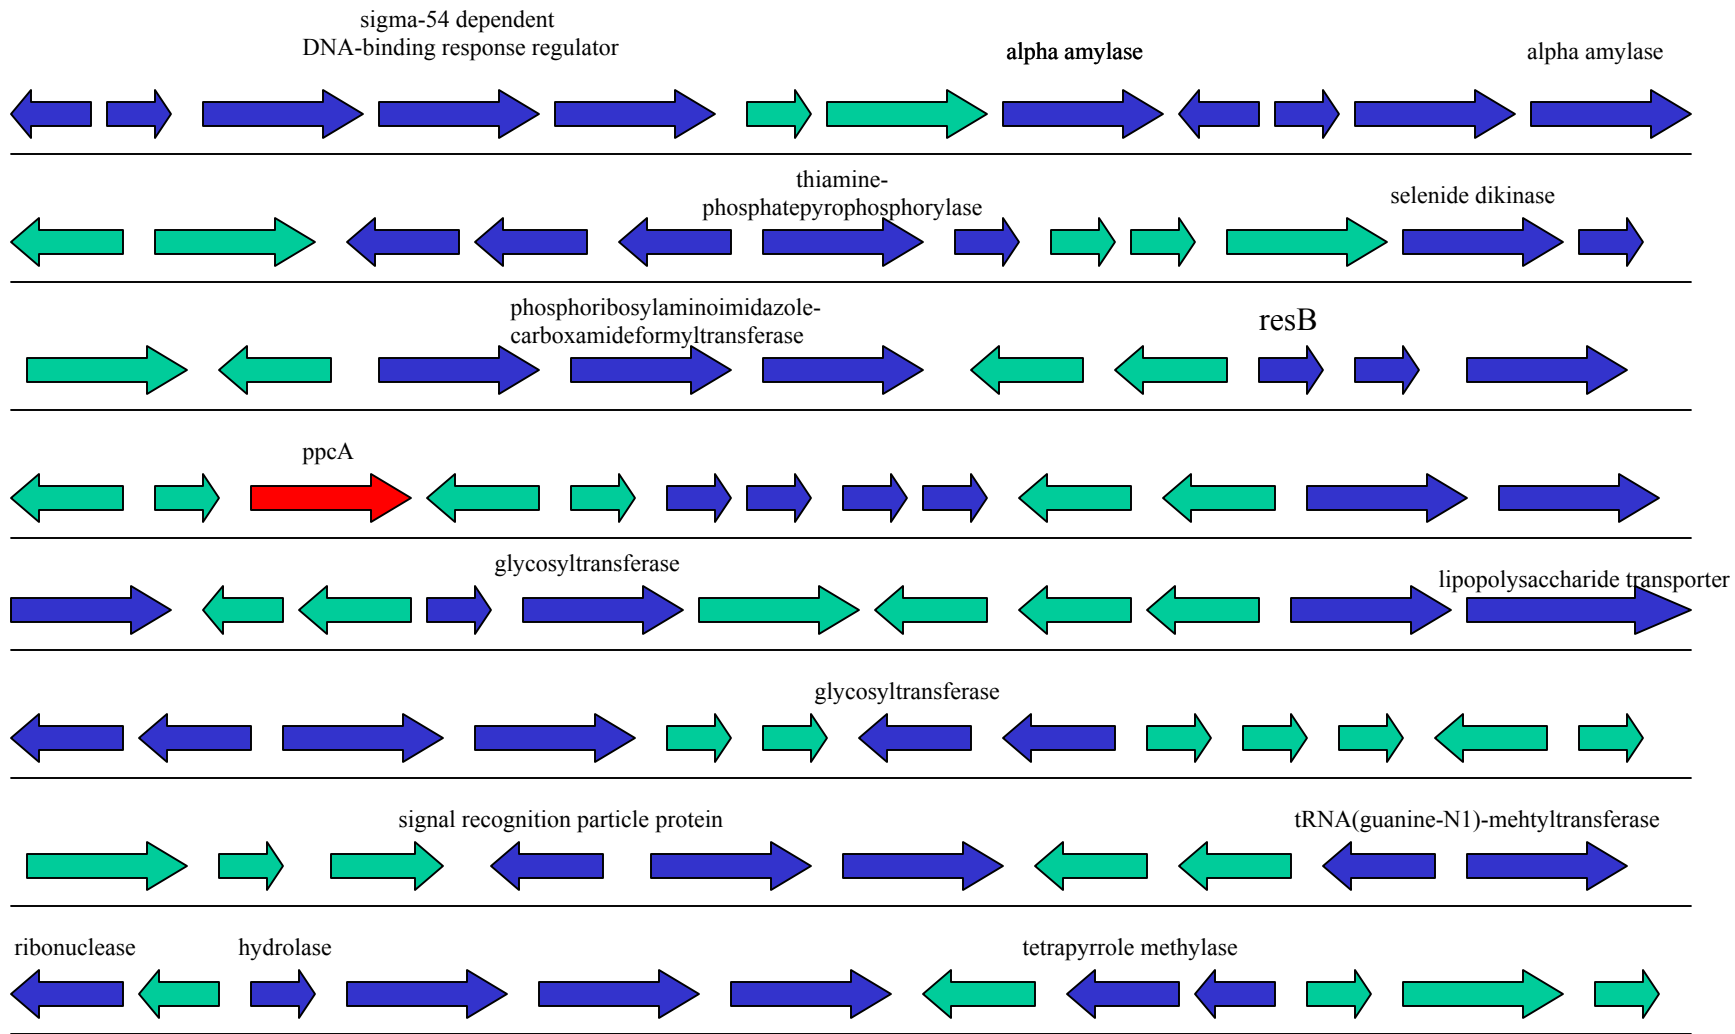 sigma-54 dependent
DNA-binding response regulator
alpha amylase
alpha amylase
thiamine-
phosphatepyrophosphorylase
selenide dikinase
phosphoribosylaminoimidazole-
carboxamideformyltransferase
resB
ppcA
glycosyltransferase
lipopolysaccharide transporter
glycosyltransferase
signal recognition particle protein
tRNA(guanine-N1)-mehtyltransferase
ribonuclease
hydrolase
tetrapyrrole methylase